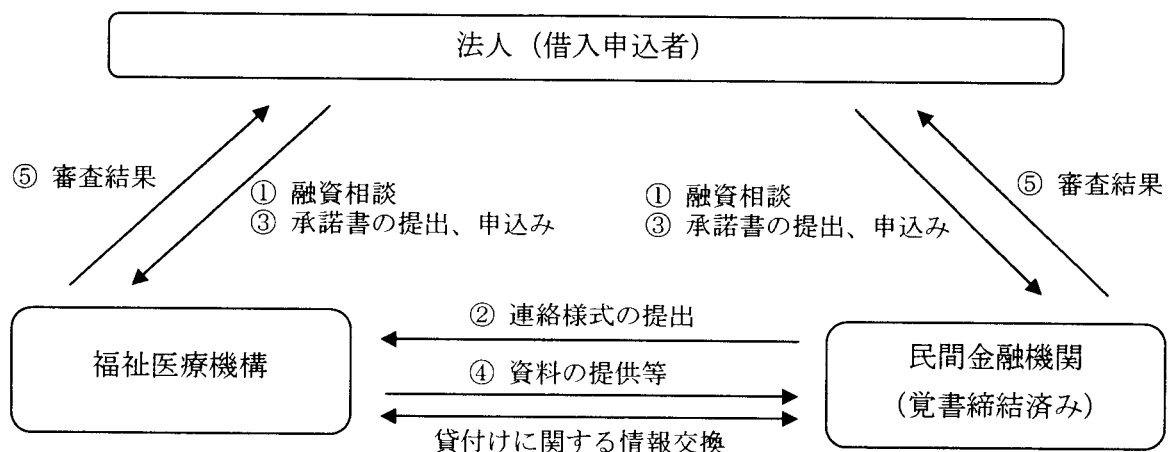 法人（借入申込者）
⑤ 審査結果
① 融資相談
③ 承諾書の提出、申込み
① 融資相談
③ 承諾書の提出、申込み
⑤ 審査結果
福祉医療機構
② 連絡様式の提出
④ 資料の提供等
貸付けに関する情報交換
民間金融機関
（覚書締結済み）